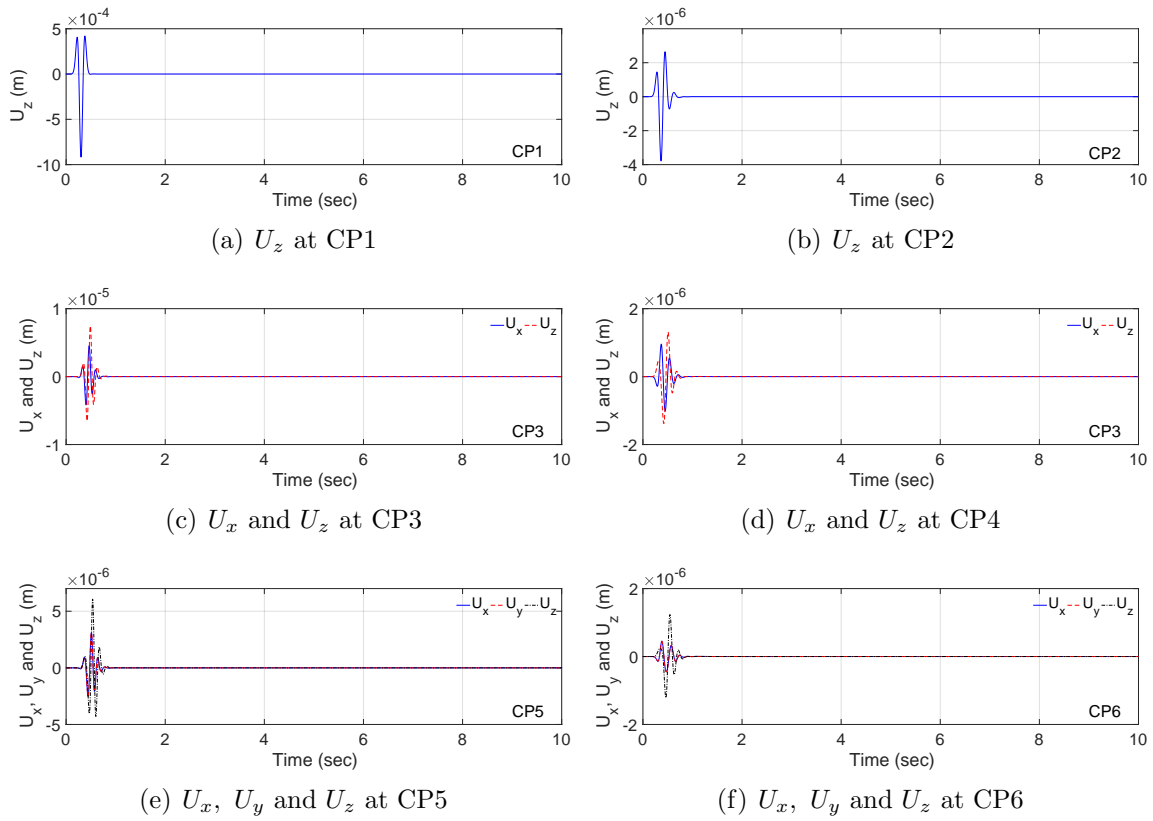 ×10⁻⁴
5
0
-5
-10
U_z (m)
CP1
0 2 4 6 8 10
Time (sec)
(a) U_z at CP1
×10⁻⁶
4
2
0
-2
-4
U_z (m)
CP2
0 2 4 6 8 10
Time (sec)
(b) U_z at CP2
×10⁻⁵
1
0
-1
U_x and U_z (m)
U_x U_z
CP3
0 2 4 6 8 10
Time (sec)
(c) U_x and U_z at CP3
×10⁻⁶
2
0
-2
U_x and U_z (m)
U_x U_z
CP3
0 2 4 6 8 10
Time (sec)
(d) U_x and U_z at CP4
×10⁻⁶
5
0
-5
U_x, U_y and U_z (m)
U_x U_y U_z
CP5
0 2 4 6 8 10
Time (sec)
(e) U_x, U_y and U_z at CP5
×10⁻⁶
2
0
-2
U_x, U_y and U_z (m)
U_x U_y U_z
CP6
0 2 4 6 8 10
Time (sec)
(f) U_x, U_y and U_z at CP6